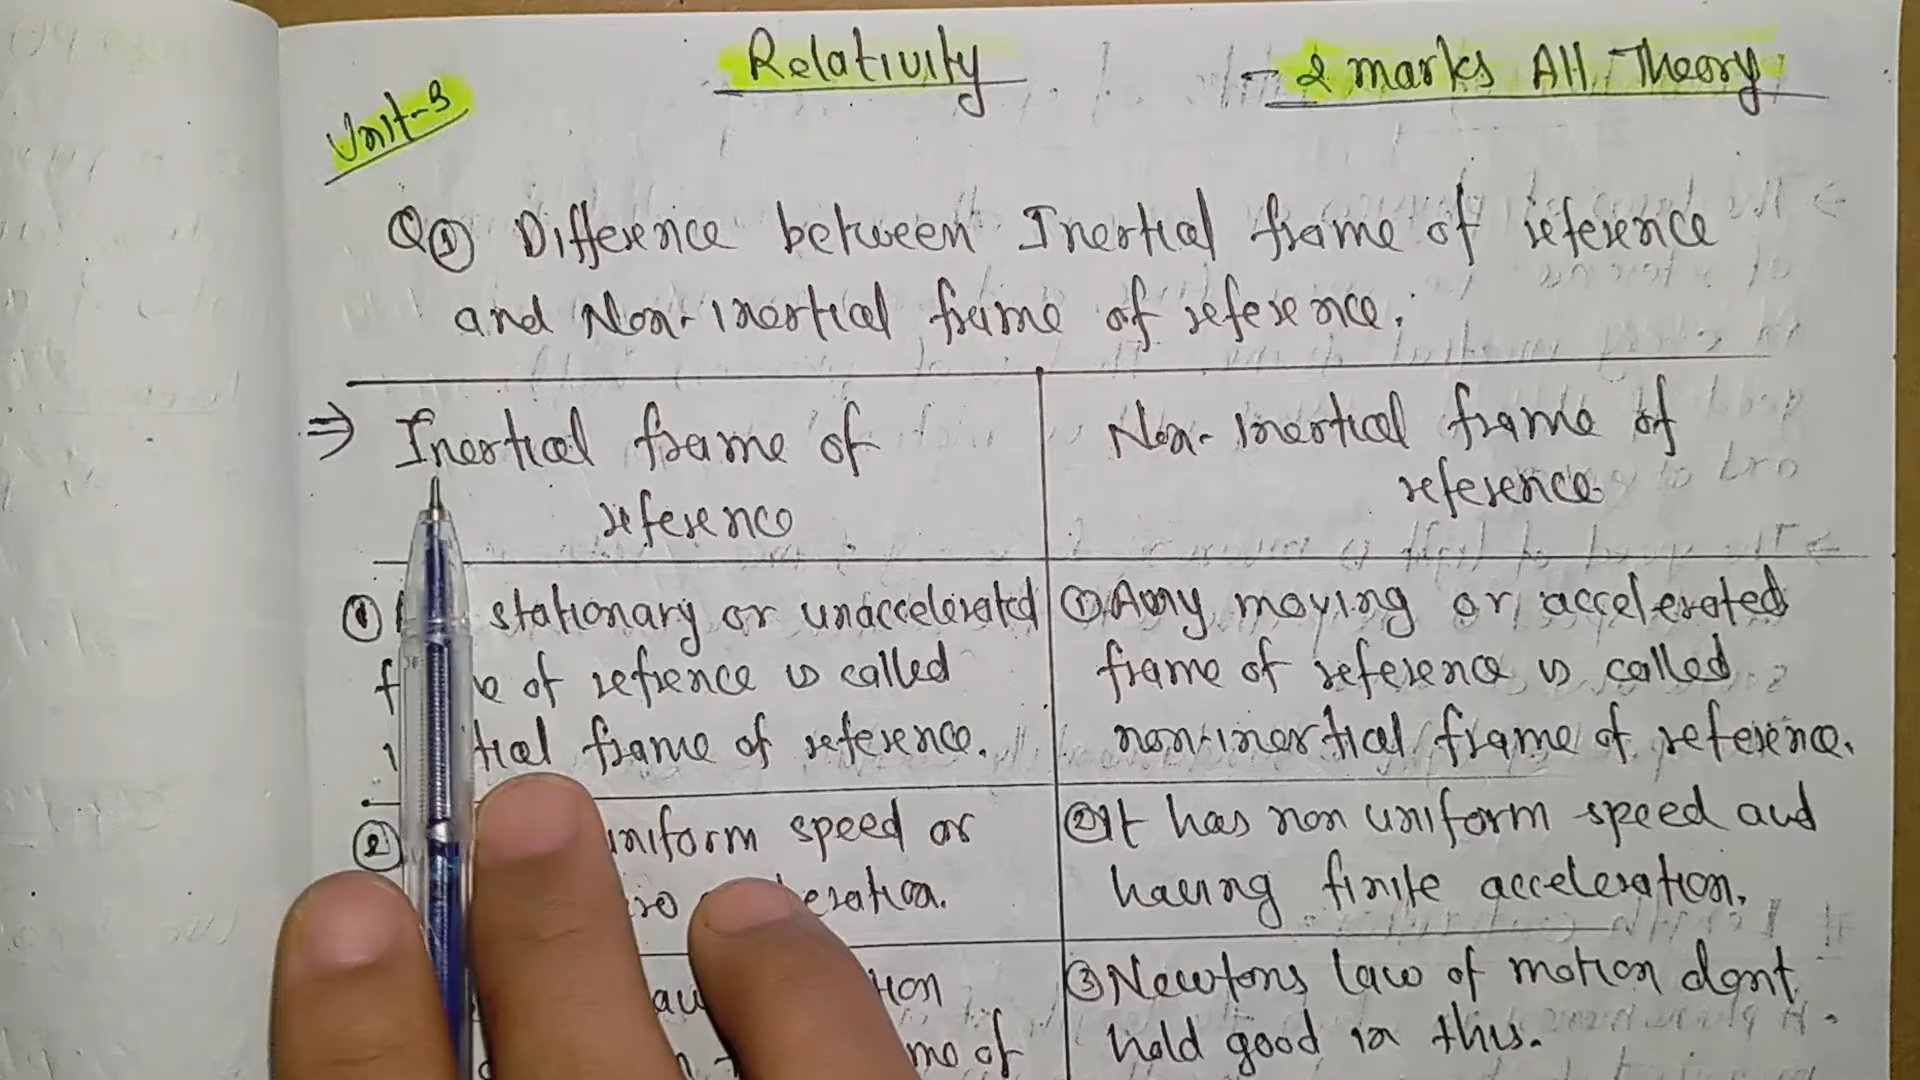 Relativity
- 2 marks All Theory
Unit-3
Q① Difference between Inertial frame of reference
and Non-inertial frame of reference.
⇒ Inertial frame of
reference
Non-inertial frame of
reference
① stationary or unaccelerated
of refrence is called
frame of reference.
① Any moving or accelerated
frame of reference is called
non-inertial frame of reference.
② uniform speed or
② It has non uniform speed and
having finite acceleration.
③ Newtons law of motion dont
hold good in this.
of